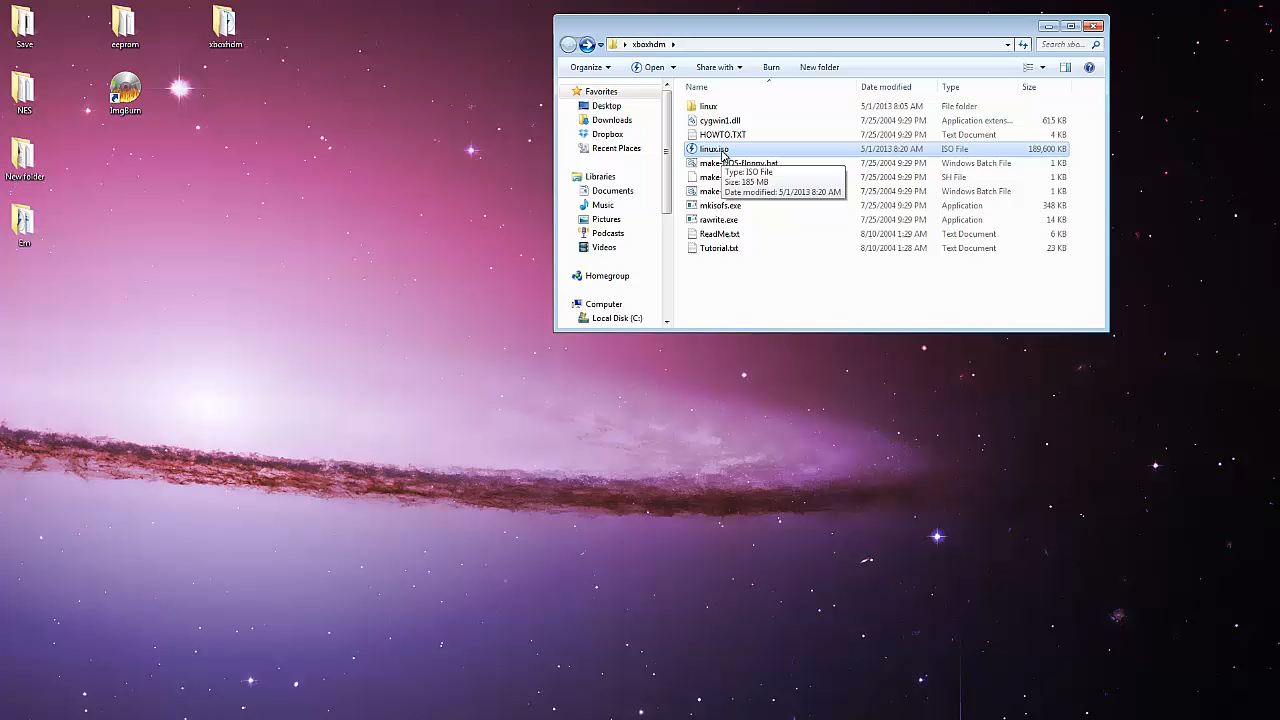 Save
eeprom
xboxhdm
NES
ImgBurn
New folder
Em
xboxhdm
Search xbo...
Organize
Open
Share with
Burn
New folder
Favorites
Desktop
Downloads
Dropbox
Recent Places
Libraries
Documents
Music
Pictures
Podcasts
Videos
Homegroup
Computer
Local Disk (C:)
Name Date modified Type Size
linux 5/1/2013 8:05 AM File folder
cygwin1.dll 7/25/2004 9:29 PM Application extens... 615 KB
HOWTO.TXT 7/25/2004 9:29 PM Text Document 4 KB
linux.iso 5/1/2013 8:20 AM ISO File 189,600 KB
7/25/2004 9:29 PM Windows Batch File 1 KB
make- 7/25/2004 9:29 PM SH File 1 KB
make- 7/25/2004 9:29 PM Windows Batch File 1 KB
mkisofs.exe 7/25/2004 9:29 PM Application 348 KB
rawrite.exe 7/25/2004 9:29 PM Application 14 KB
ReadMe.txt 8/10/2004 1:29 AM Text Document 6 KB
Tutorial.txt 8/10/2004 1:28 AM Text Document 23 KB
Type: ISO File
Size: 185 MB
Date modified: 5/1/2013 8:20 AM